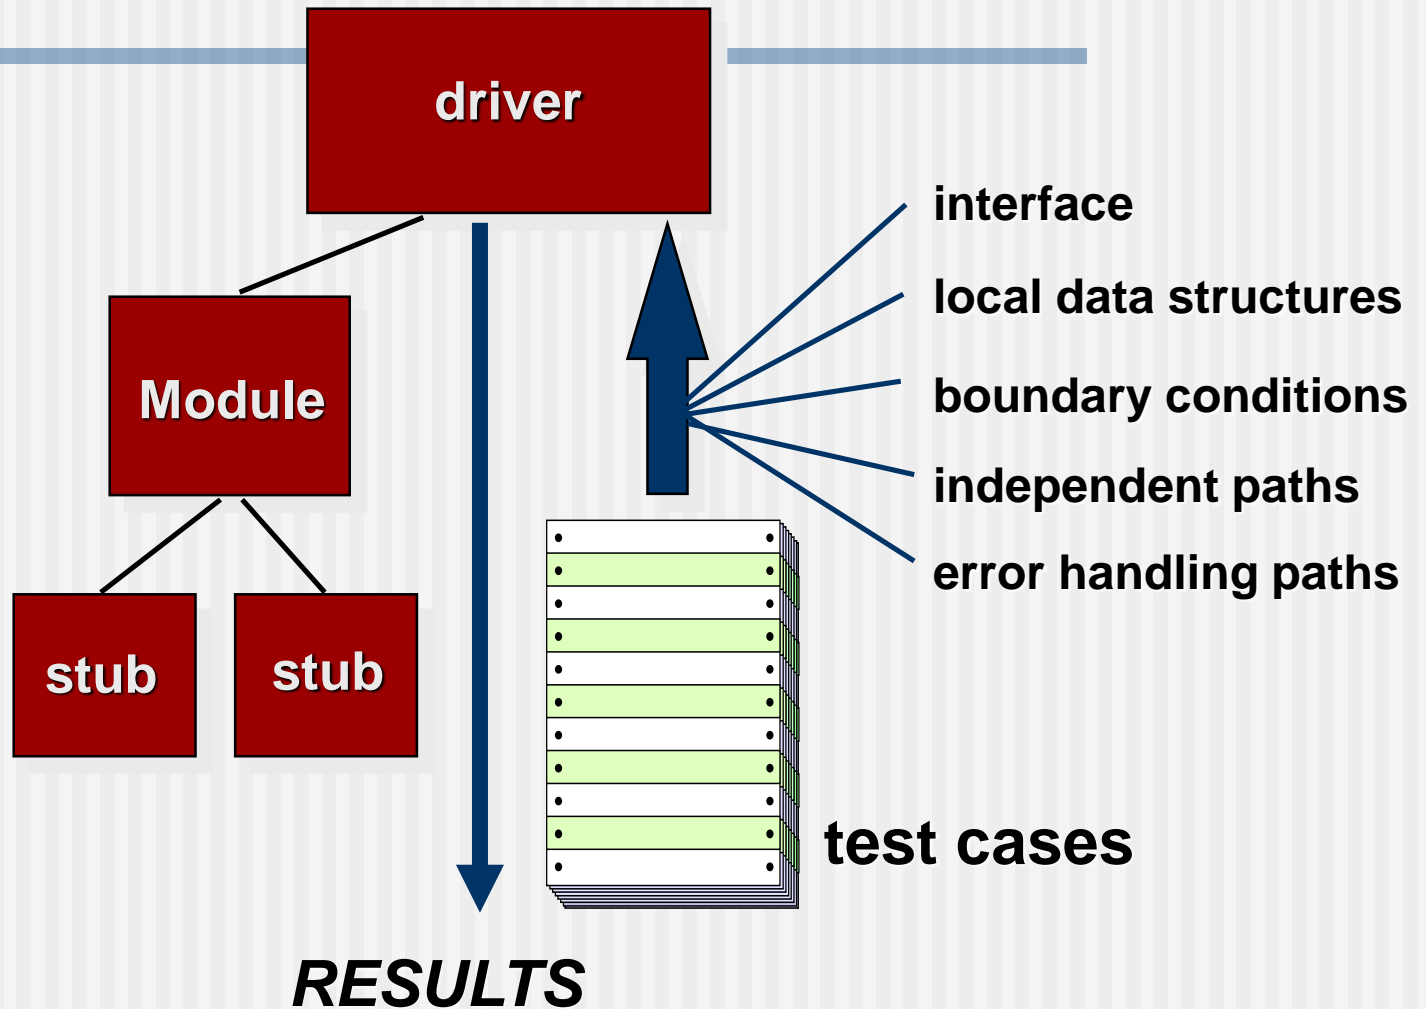 driver
interface
local data structures
Module
boundary conditions
independent paths
error handling paths
stub
stub
test cases
RESULTS